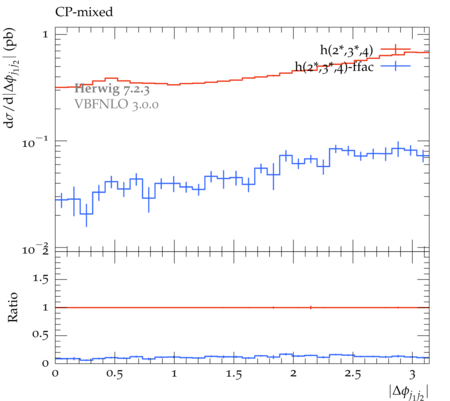 CP-mixed
dσ/d|Δϕj₁j₂| (pb)
1
10⁻¹
10⁻²
h(2*,3*,4)
h(2*,3*,4)-ffac
Herwig 7.2.3
VBFNLO 3.0.0
Ratio
2
1.5
1
0.5
0
0 0.5 1 1.5 2 2.5 3
|Δϕj₁j₂|